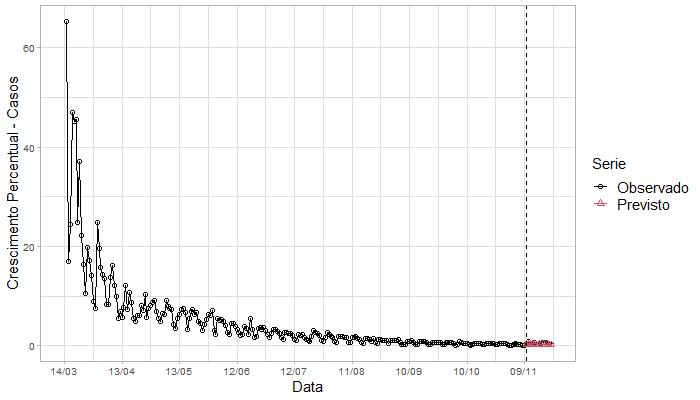 Crescimento Percentual - Casos
60
40
20
0
14/03 13/04 13/05 12/06 12/07 11/08 10/09 10/10 09/11
Data
Serie
Observado
Previsto